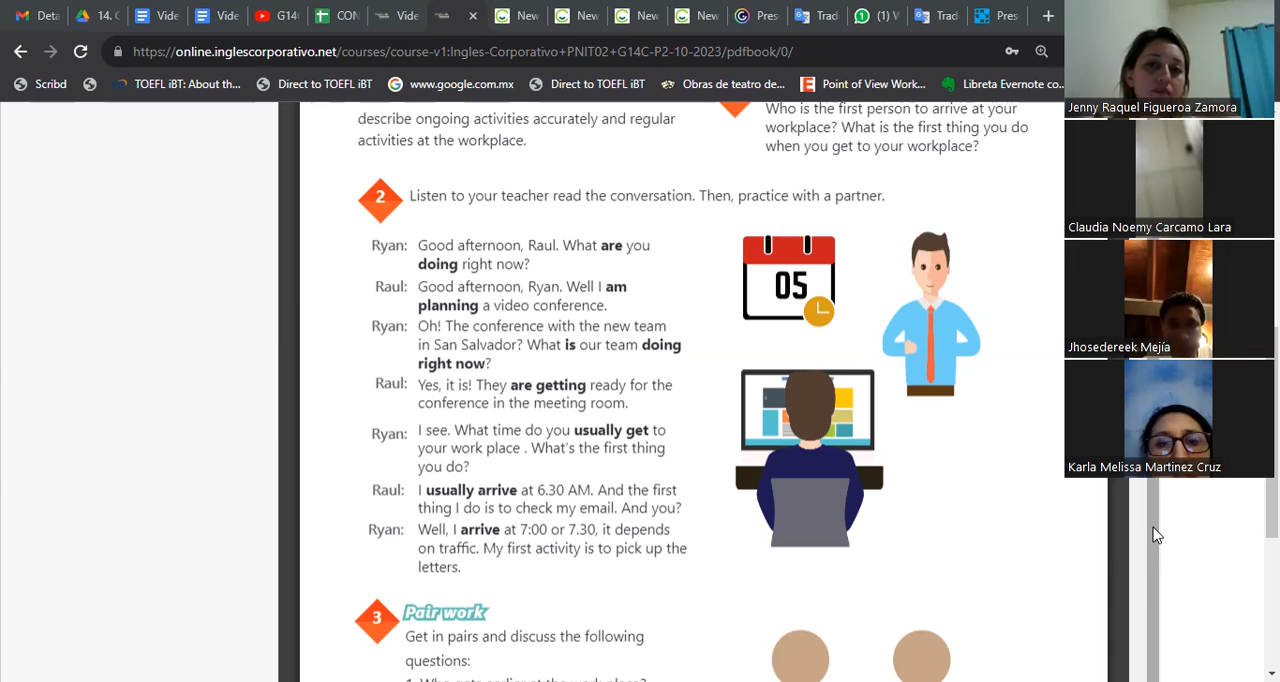 Deta
14. C
Vide
Vide
G14
CON
Vide
New
New
New
New
Pres
Trad
(1) V
Trad
Pres
https://online.inglescorporativo.net/courses/course-v1:Ingles-Corporativo+PNIT02+G14C-P2-10-2023/pdfbook/0/
Scribd
TOEFL iBT: About th...
Direct to TOEFL iBT
www.google.com.mx
Direct to TOEFL iBT
Obras de teatro de...
Point of View Work...
Libreta Evernote co...
describe ongoing activities accurately and regular
activities at the workplace.
Who is the first person to arrive at your
workplace? What is the first thing you do
when you get to your workplace?
2 Listen to your teacher read the conversation. Then, practice with a partner.
Ryan: Good afternoon, Raul. What are you
doing right now?
Raul: Good afternoon, Ryan. Well I am
planning a video conference.
Ryan: Oh! The conference with the new team
in San Salvador? What is our team doing
right now?
Raul: Yes, it is! They are getting ready for the
conference in the meeting room.
Ryan: I see. What time do you usually get to
your work place . What's the first thing
you do?
Raul: I usually arrive at 6.30 AM. And the first
thing I do is to check my email. And you?
Ryan: Well, I arrive at 7:00 or 7.30, it depends
on traffic. My first activity is to pick up the
letters.
05
3 Pair work
Get in pairs and discuss the following
questions:
1. Who gets earlier at the workplace?
Jenny Raquel Figueroa Zamora
Claudia Noemy Carcamo Lara
Jhosedereek Mejía
Karla Melissa Martinez Cruz